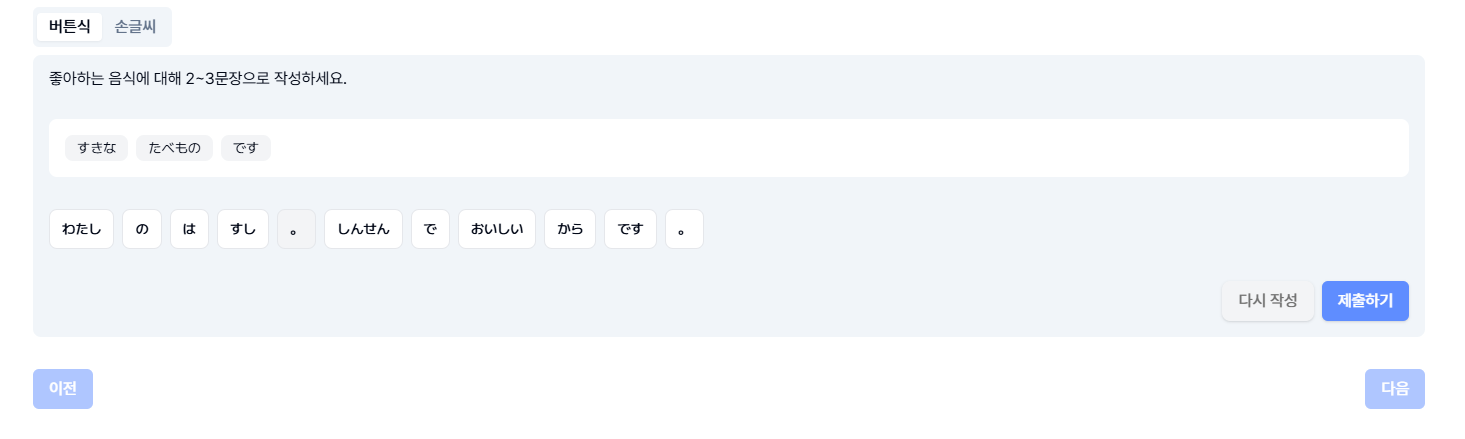 버튼식 손글씨
좋아하는 음식에 대해 2~3문장으로 작성하세요.
すきな たべもの です
わたし の は すし 。 しんせん で おいしい から です 。
다시 작성 제출하기
이전 다음